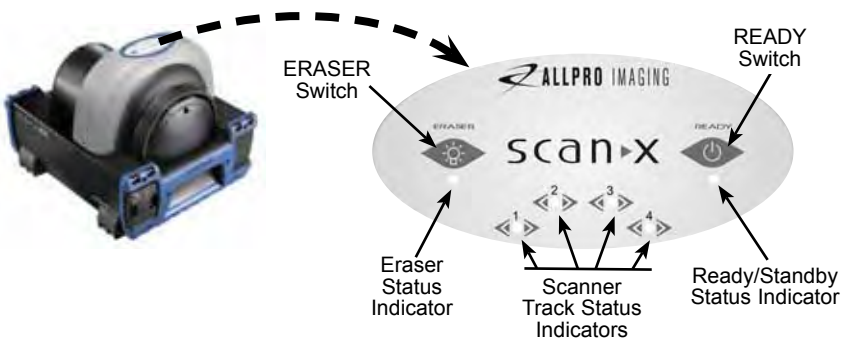 READY
Switch
ERASER
Switch
ALLPRO IMAGING
ERASER
READY
scan x
1
2
3
4
Eraser
Status
Indicator
Scanner
Track Status
Indicators
Ready/Standby
Status Indicator